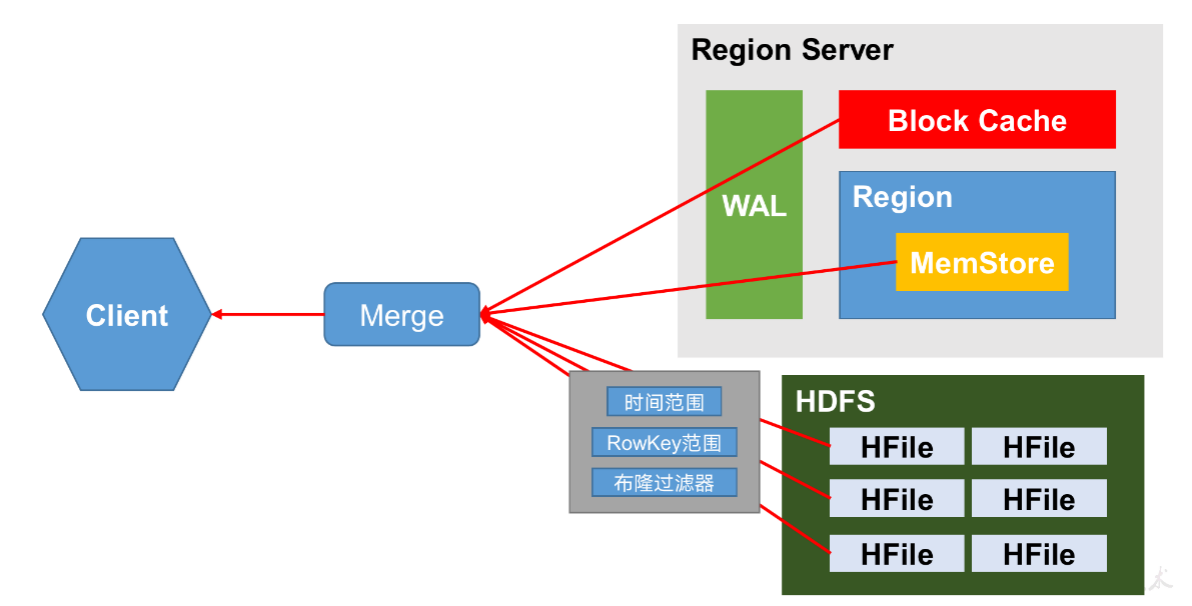 Region Server
Block Cache
WAL
Region
MemStore
Client
Merge
时间范围
RowKey范围
布隆过滤器
HDFS
HFile HFile
HFile HFile
HFile HFile
术